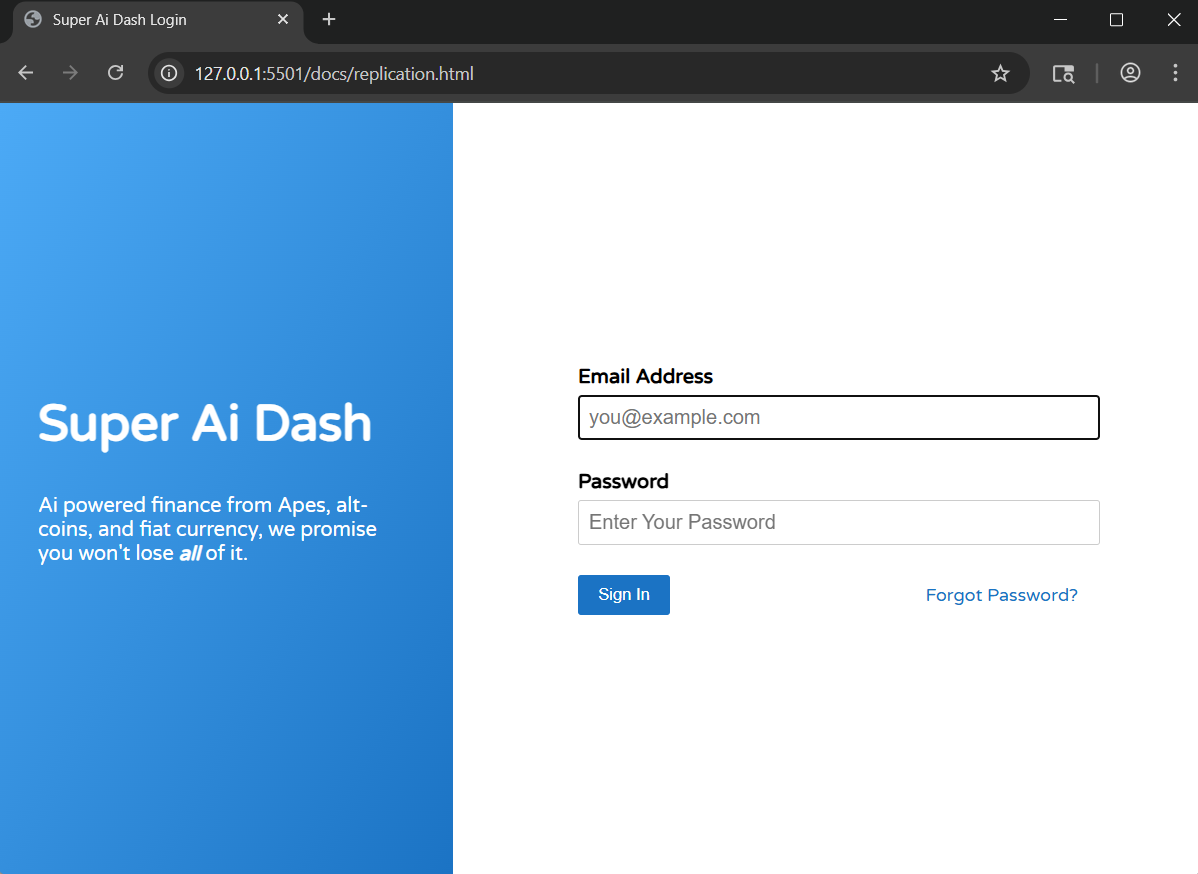 Super Ai Dash Login
127.0.0.1:5501/docs/replication.html
Super Ai Dash
Ai powered finance from Apes, alt-
coins, and fiat currency, we promise
you won't lose all of it.
Email Address
you@example.com
Password
Enter Your Password
Sign In
Forgot Password?